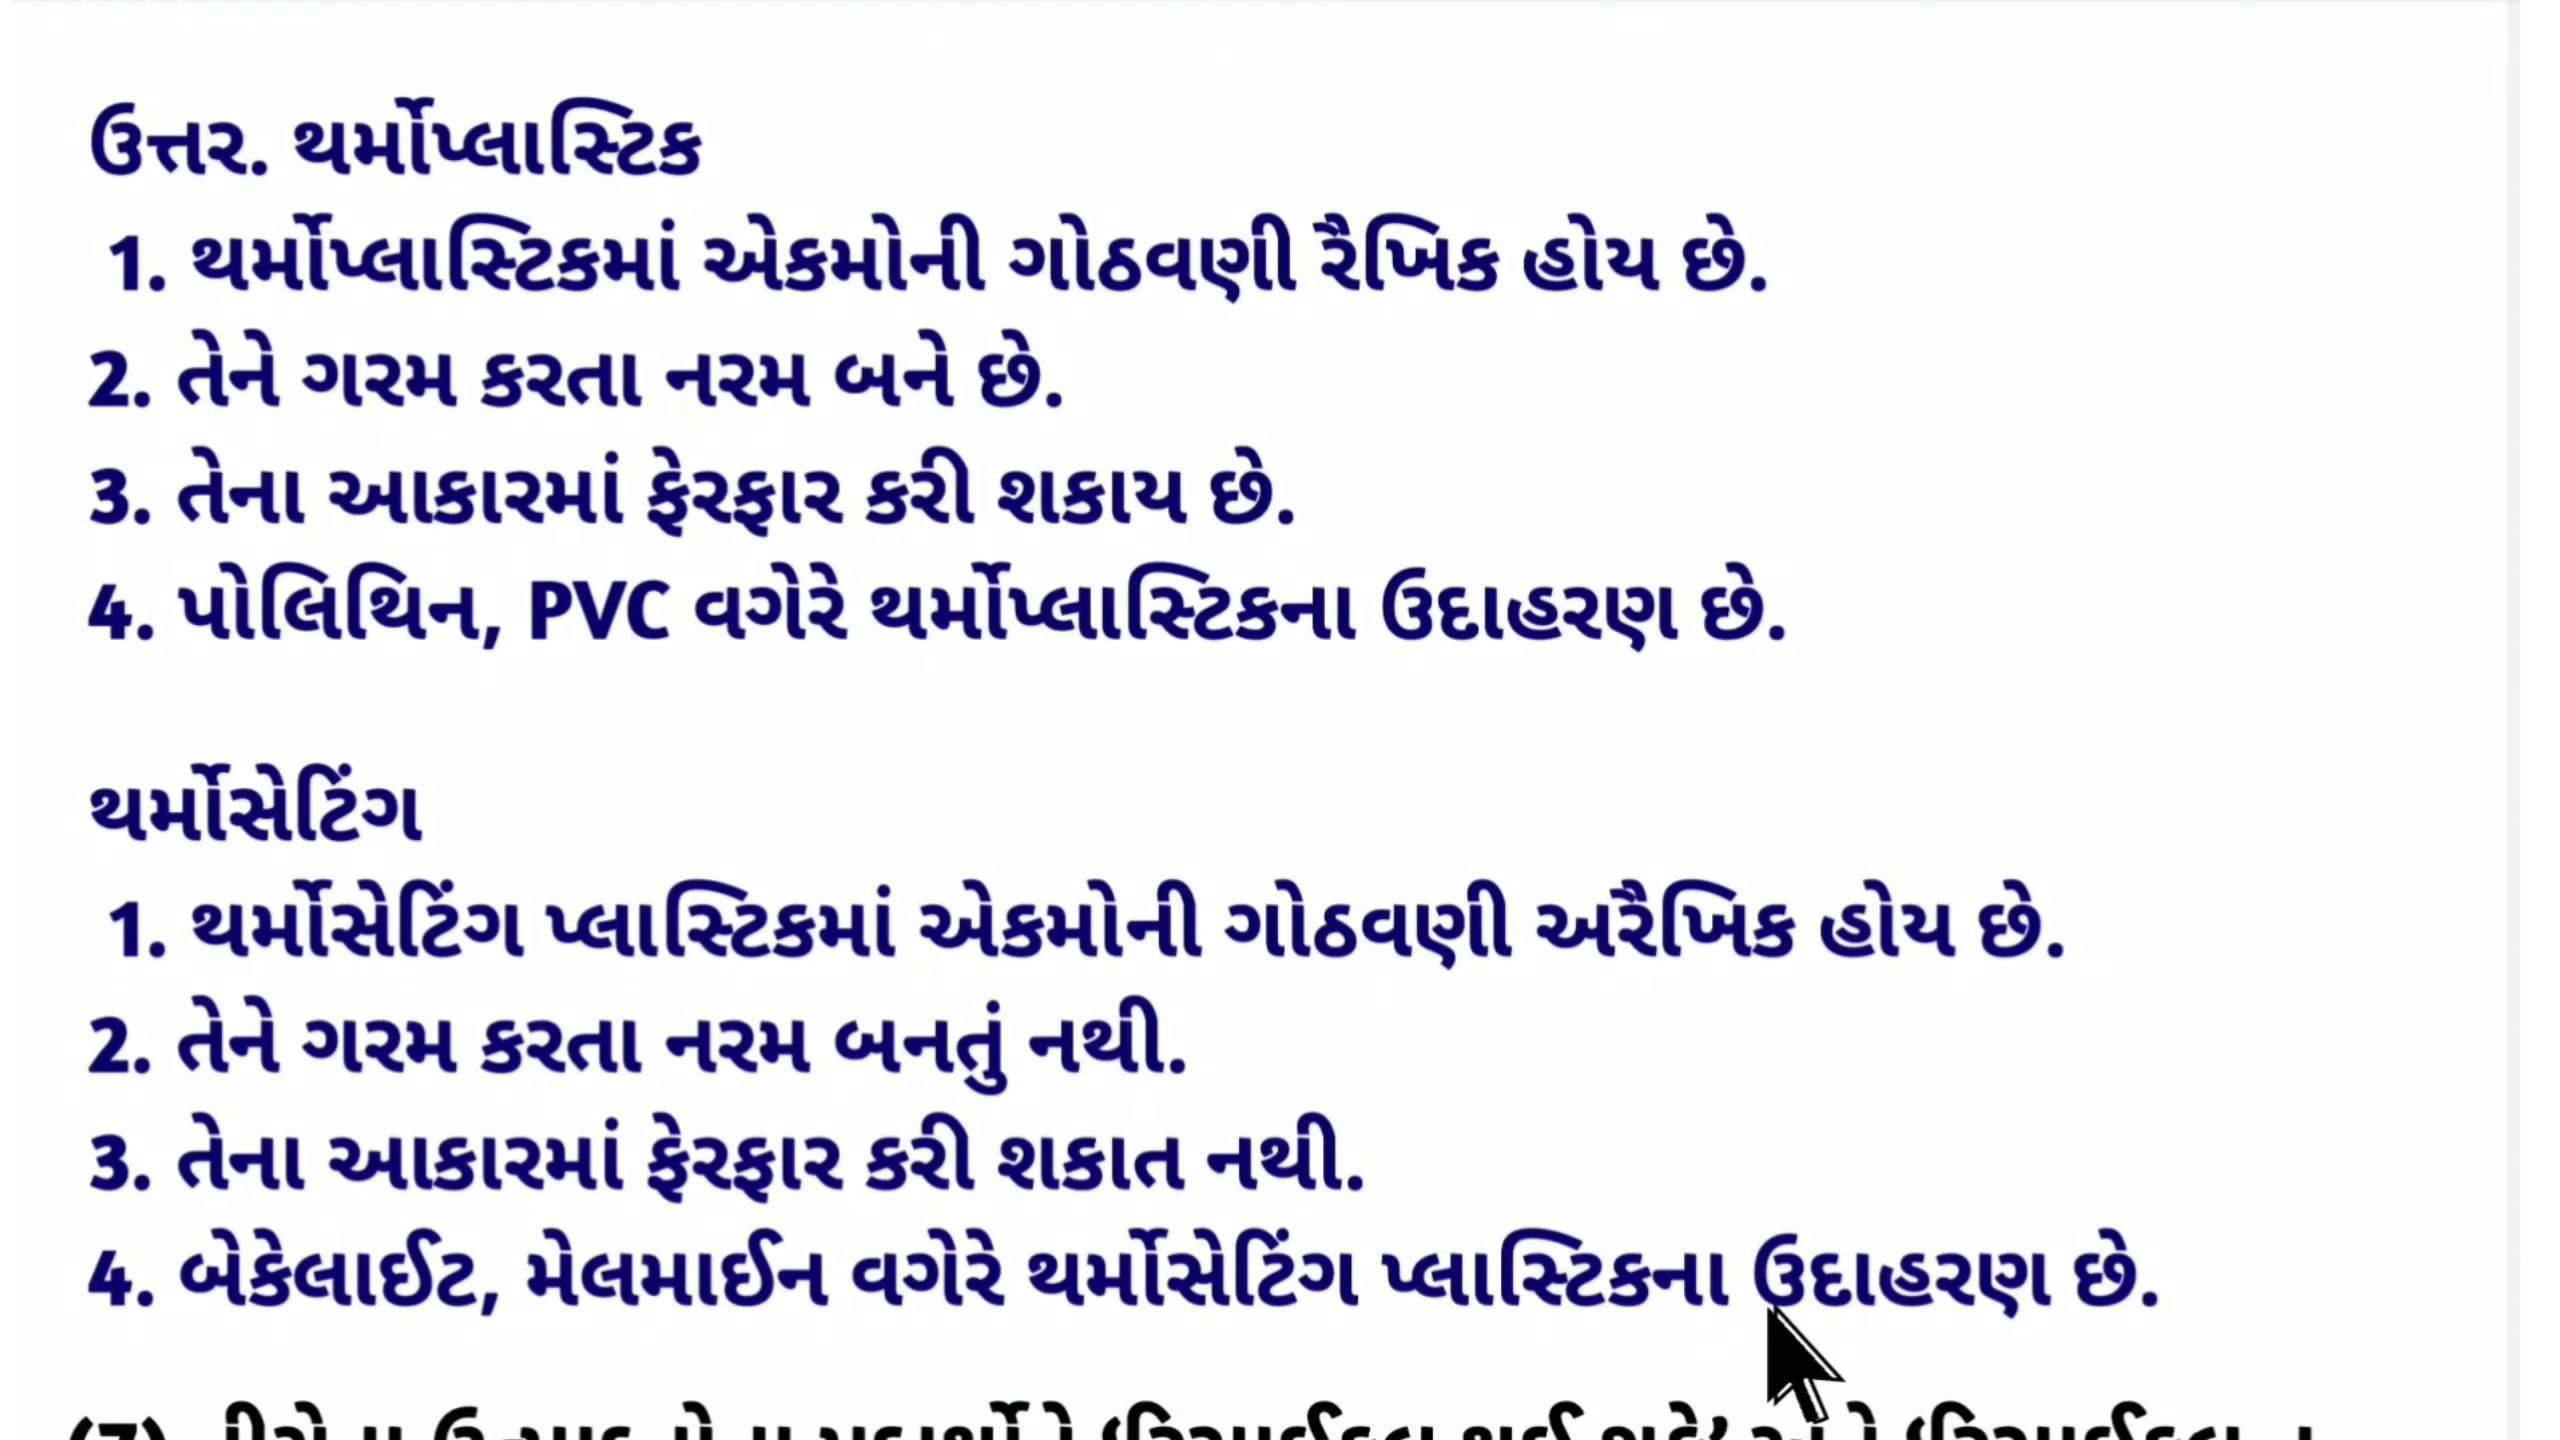 ઉત્તર. થર્મોપ્લાસ્ટિક
1. થર્મોપ્લાસ્ટિકમાં એકમોની ગોઠવણી રૈખિક હોય છે.
2. તેને ગરમ કરતા નરમ બને છે.
3. તેના આકારમાં ફેરફાર કરી શકાય છે.
4. પોલિથિન, PVC વગેરે થર્મોપ્લાસ્ટિકના ઉદાહરણ છે.
થર્મોસેટિંગ
1. થર્મોસેટિંગ પ્લાસ્ટિકમાં એકમોની ગોઠવણી અરૈખિક હોય છે.
2. તેને ગરમ કરતા નરમ બનતું નથી.
3. તેના આકારમાં ફેરફાર કરી શકાત નથી.
4. બેકેલાઈટ, મેલમાઈન વગેરે થર્મોસેટિંગ પ્લાસ્ટિકના ઉદાહરણ છે.